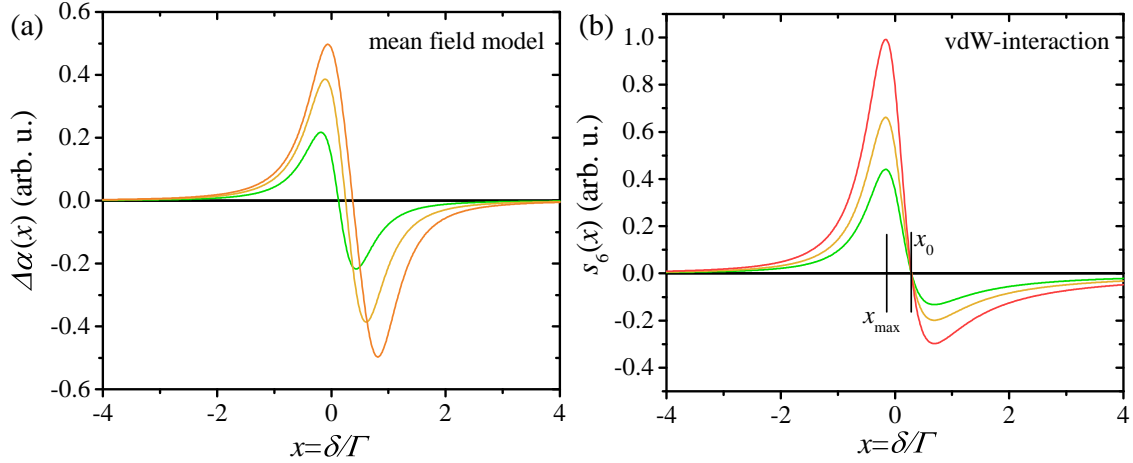 (a)
mean field model
Δα(x) (arb. u.)
0.6
0.4
0.2
0.0
-0.2
-0.4
-0.6
-4 -2 0 2 4
x=δ/Γ
(b)
vdW-interaction
s₆(x) (arb. u.)
1.0
0.8
0.6
0.4
0.2
0.0
-0.2
-0.4
x₀
xₘₐₓ
-4 -2 0 2 4
x=δ/Γ